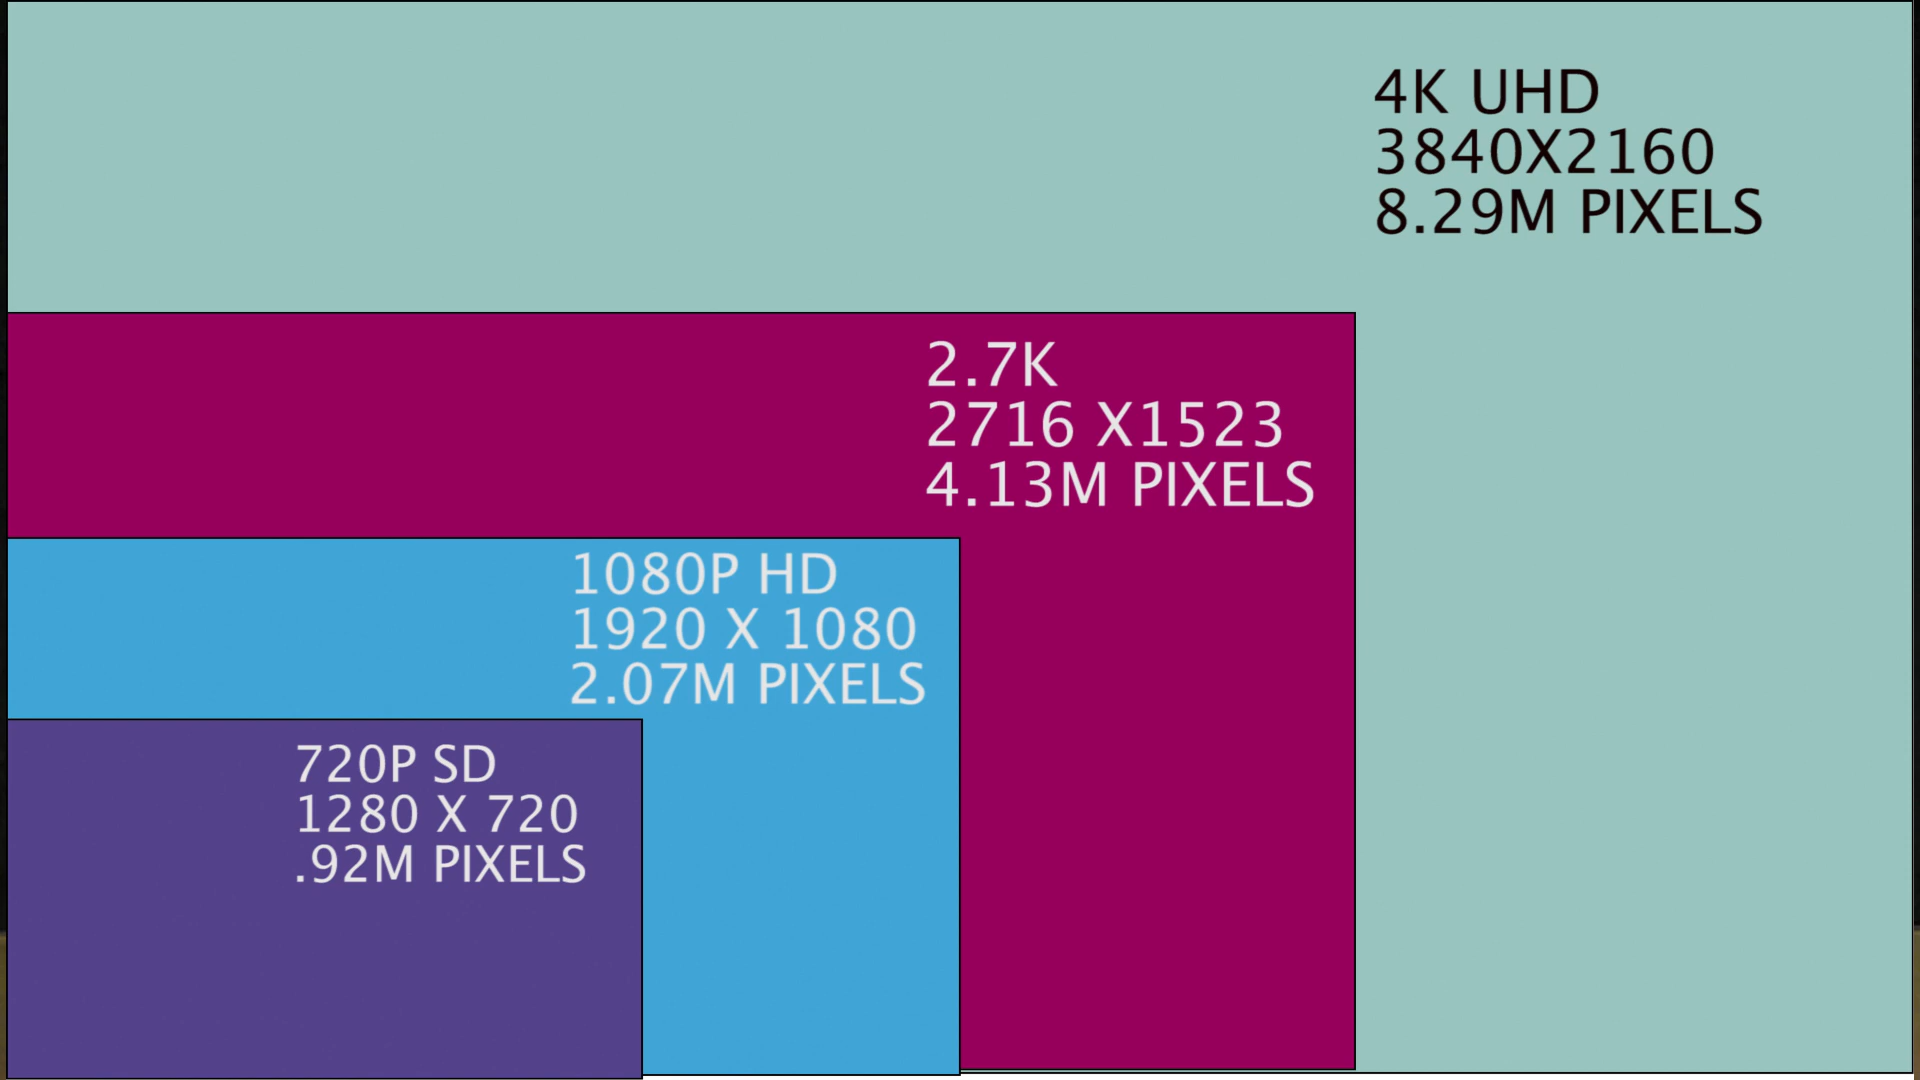 4K UHD
3840X2160
8.29M PIXELS
2.7K
2716 X1523
4.13M PIXELS
1080P HD
1920 X 1080
2.07M PIXELS
720P SD
1280 X 720
.92M PIXELS